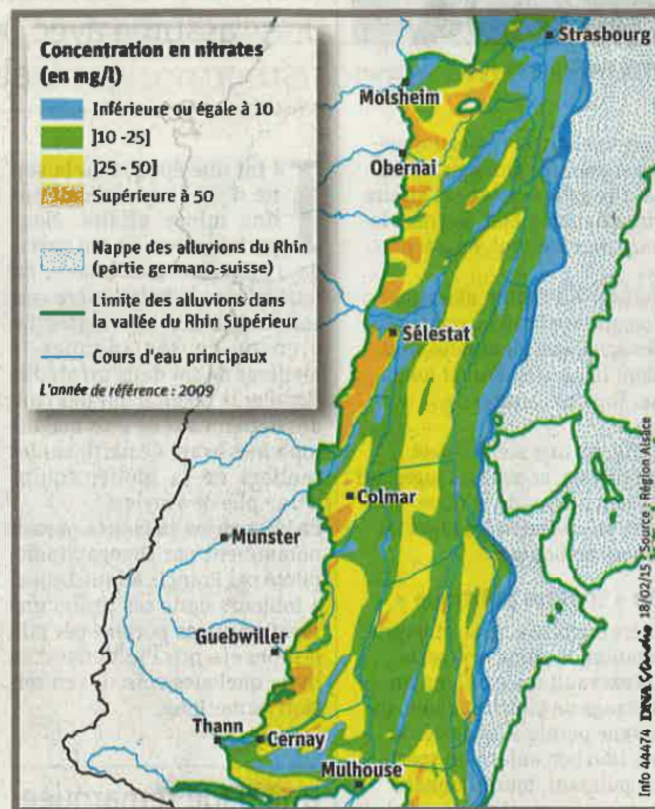 Concentration en nitrates
(en mg/l)
Inférieure ou égale à 10
]10 -25]
]25 - 50]
Supérieure à 50
Nappe des alluvions du Rhin
(partie germano-suisse)
Limite des alluvions dans
la vallée du Rhin Supérieur
Cours d'eau principaux
L'année de référence : 2009
Strasbourg
Molsheim
Obernai
Sélestat
Colmar
Munster
Guebwiller
Thann
Cernay
Mulhouse
Info 44474 DNA Graphic 18/02/15 - Source : Région Alsace